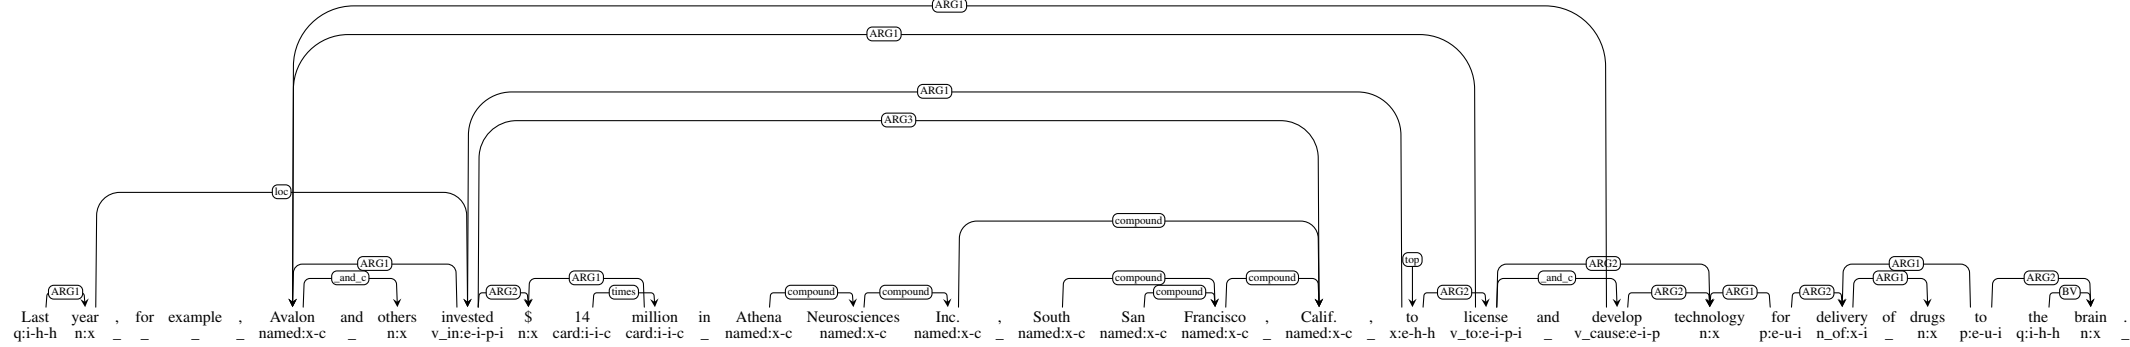 ARG1
ARG1
ARG1
ARG3
loc
compound
top
ARG1 ARG2 ARG1
_and_c ARG1 compound compound _and_c ARG1 ARG2
ARG1 ARG2 times compound compound compound ARG2 ARG2 ARG1 ARG2 BV
Last year , for example , Avalon and others invested $ 14 million in Athena Neurosciences Inc. , South San Francisco , Calif. , to license and develop technology for delivery of drugs to the brain .
q:i-h-h n:x _ _ _ _ named:x-c _ n:x v_in:e-i-p-i n:x card:i-i-c card:i-i-c _ named:x-c named:x-c named:x-c _ named:x-c named:x-c named:x-c _ named:x-c _ x:e-h-h v_to:e-i-p-i _ v_cause:e-i-p n:x p:e-u-i n_of:x-i _ n:x p:e-u-i q:i-h-h n:x _